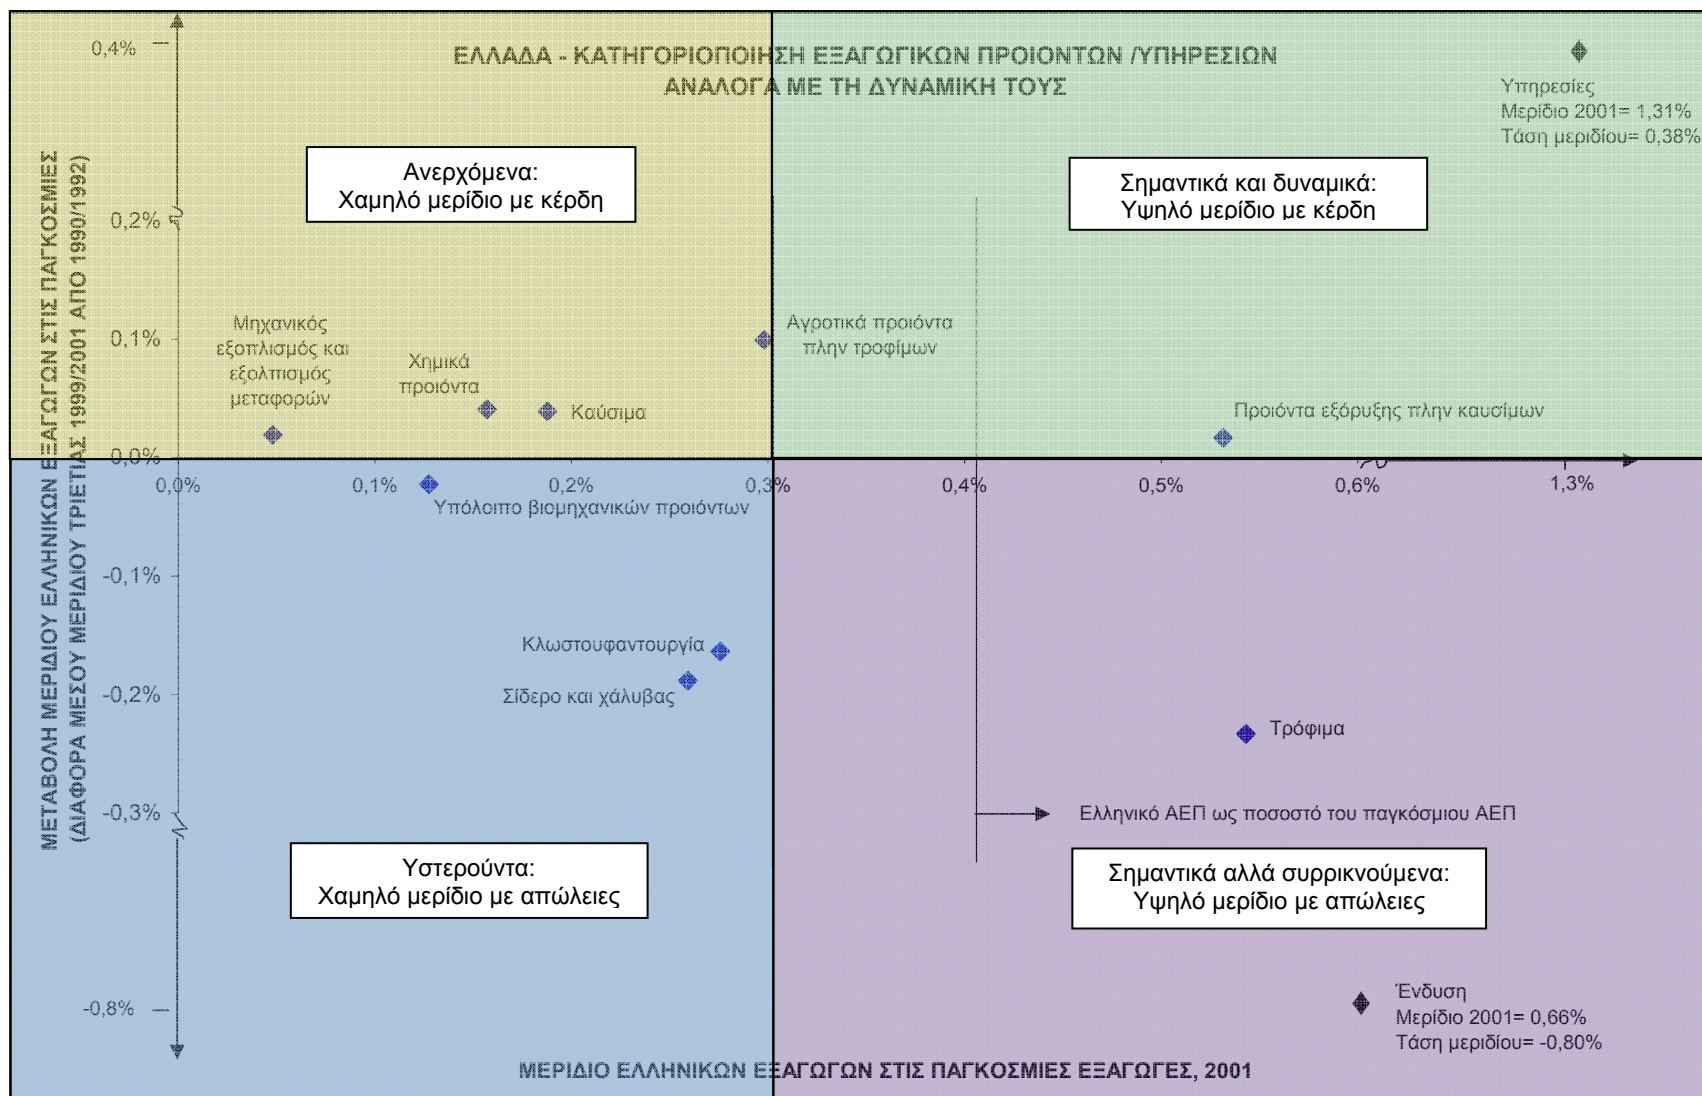 ΕΛΛΑΔΑ - ΚΑΤΗΓΟΡΙΟΠΟΙΗΣΗ ΕΞΑΓΩΓΙΚΩΝ ΠΡΟΙΟΝΤΩΝ /ΥΠΗΡΕΣΙΩΝ
ΑΝΑΛΟΓΑ ΜΕ ΤΗ ΔΥΝΑΜΙΚΗ ΤΟΥΣ
ΜΕΤΑΒΟΛΗ ΜΕΡΙΔΙΟΥ ΕΛΛΗΝΙΚΩΝ ΕΞΑΓΩΓΩΝ ΣΤΙΣ ΠΑΓΚΟΣΜΙΕΣ
(ΔΙΑΦΟΡΑ ΜΕΣΟΥ ΜΕΡΙΔΙΟΥ ΤΡΙΕΤΙΑΣ 1999/2001 ΑΠΟ 1990/1992)
0,4%
0,2%
0,1%
0,0%
-0,1%
-0,2%
-0,3%
-0,8%
Υπηρεσίες
Μερίδιο 2001= 1,31%
Τάση μεριδίου= 0,38%
Ανερχόμενα:
Χαμηλό μερίδιο με κέρδη
Σημαντικά και δυναμικά:
Υψηλό μερίδιο με κέρδη
Μηχανικός
εξοπλισμός και
εξολπισμός
μεταφορών
Χημικά
προιόντα
Καύσιμα
Αγροτικά προιόντα
πλην τροφίμων
Προιόντα εξόρυξης πλην καυσίμων
0,0%
0,1%
0,2%
0,3%
0,4%
0,5%
0,6%
1,3%
Υπόλοιπο βιομηχανικών προιόντων
Κλωστουφαντουργία
Σίδερο και χάλυβας
Τρόφιμα
Ελληνικό ΑΕΠ ως ποσοστό του παγκόσμιου ΑΕΠ
Υστερούντα:
Χαμηλό μερίδιο με απώλειες
Σημαντικά αλλά συρρικνούμενα:
Υψηλό μερίδιο με απώλειες
Ένδυση
Μερίδιο 2001= 0,66%
Τάση μεριδίου= -0,80%
ΜΕΡΙΔΙΟ ΕΛΛΗΝΙΚΩΝ ΕΞΑΓΩΓΩΝ ΣΤΙΣ ΠΑΓΚΟΣΜΙΕΣ ΕΞΑΓΩΓΕΣ, 2001